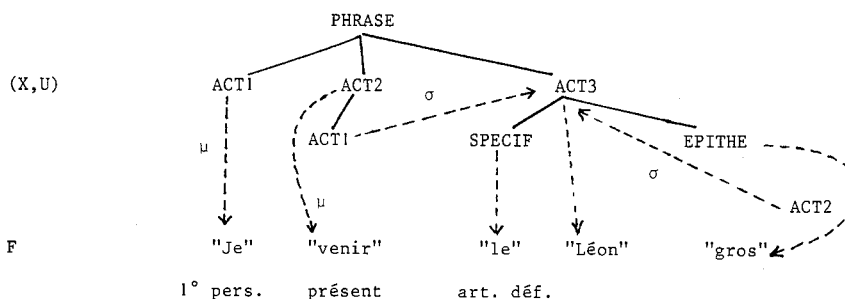 PHRASE
(X,U) ACT1 ACT2 σ ACT3
μ ACT1 SPECIF EPITHE
μ σ ACT2
F "Je" "venir" "le" "Léon" "gros"
1° pers. présent art. déf.